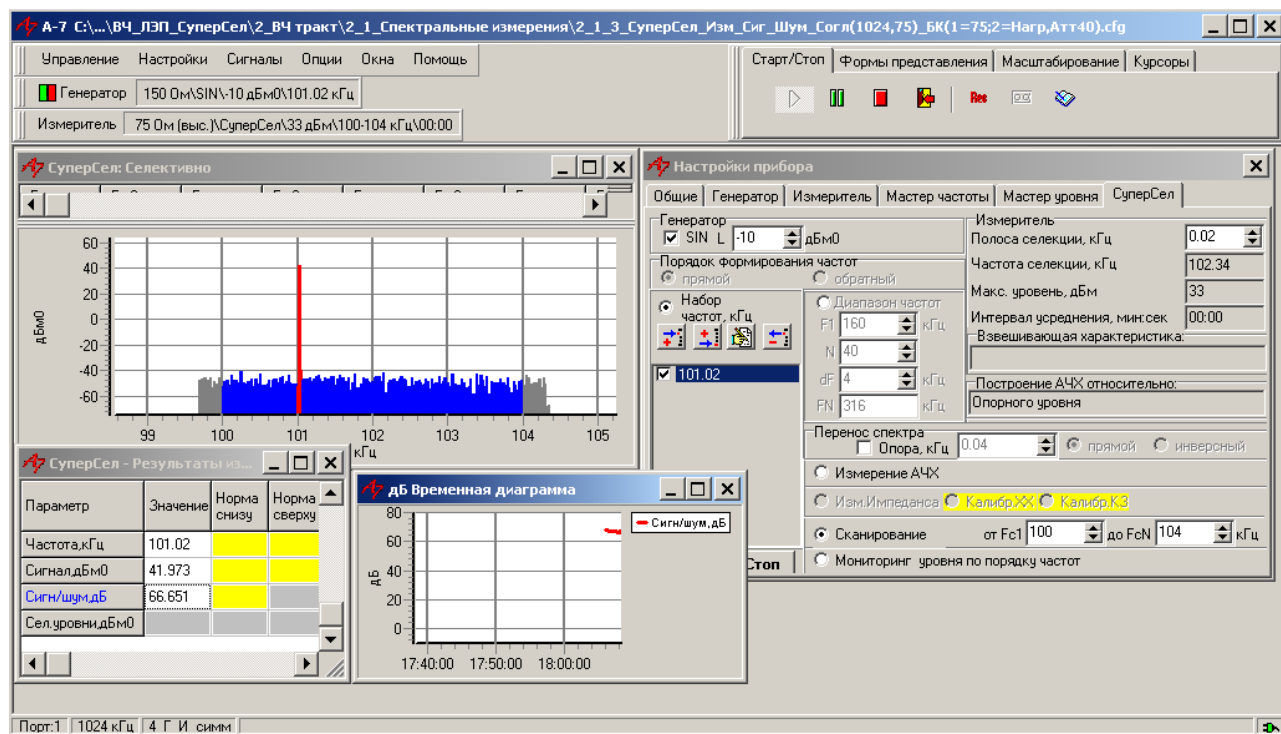 А-7 C:\...\ВЧ_ЛЭП_СуперСел\2_ВЧ тракт\2_1_Спектральные измерения\2_1_3_СуперСел_Изм_Сиг_Шум_Согл(1024,75)_БК(1=75;2=Нагр,Атт40).cfg
Управление Настройки Сигналы Опции Окна Помощь
Генератор 150 Ом\SIN\-10 дБм0\101.02 кГц
Измеритель 75 Ом (выс.)\СуперСел\33 дБм\100-104 кГц\00:00
Старт/Стоп Формы представления Масштабирование Курсоры
Rec
СуперСел: Селективно
60
40
20
0
-20
-40
-60
дБм0
99 100 101 102 103 104 105
кГц
СуперСел - Результаты из...
Параметр Значение Норма снизу Норма сверху
Частота,кГц 101.02
Сигнал,дБм0 41.973
Сигн/шум,дБ 66.651
Сел.уровни,дБм0
дБ Временная диаграмма
80
60
40
20
0
дБ
17:40:00 17:50:00 18:00:00
Сигн/шум,дБ
Настройки прибора
Общие Генератор Измеритель Мастер частоты Мастер уровня СуперСел
Генератор
SIN L -10 дБм0
Порядок формирования частот
прямой обратный
Набор
частот, кГц
101.02
Диапазон частот
F1 160 кГц
N 40
dF 4 кГц
FN 316 кГц
Измеритель
Полоса селекции, кГц 0.02
Частота селекции, кГц 102.34
Макс. уровень, дБм 33
Интервал усреднения, мин:сек 00:00
Взвешивающая характеристика:
Построение АЧХ относительно:
Опорного уровня
Перенос спектра
Опора, кГц 0.04 прямой инверсный
Измерение АЧХ
Изм.Импеданса Калибр.XX Калибр.КЗ
Сканирование от Fc1 100 до FcN 104 кГц
Мониторинг уровня по порядку частот
Стоп
Порт:1 1024 кГц 4 Г И симм